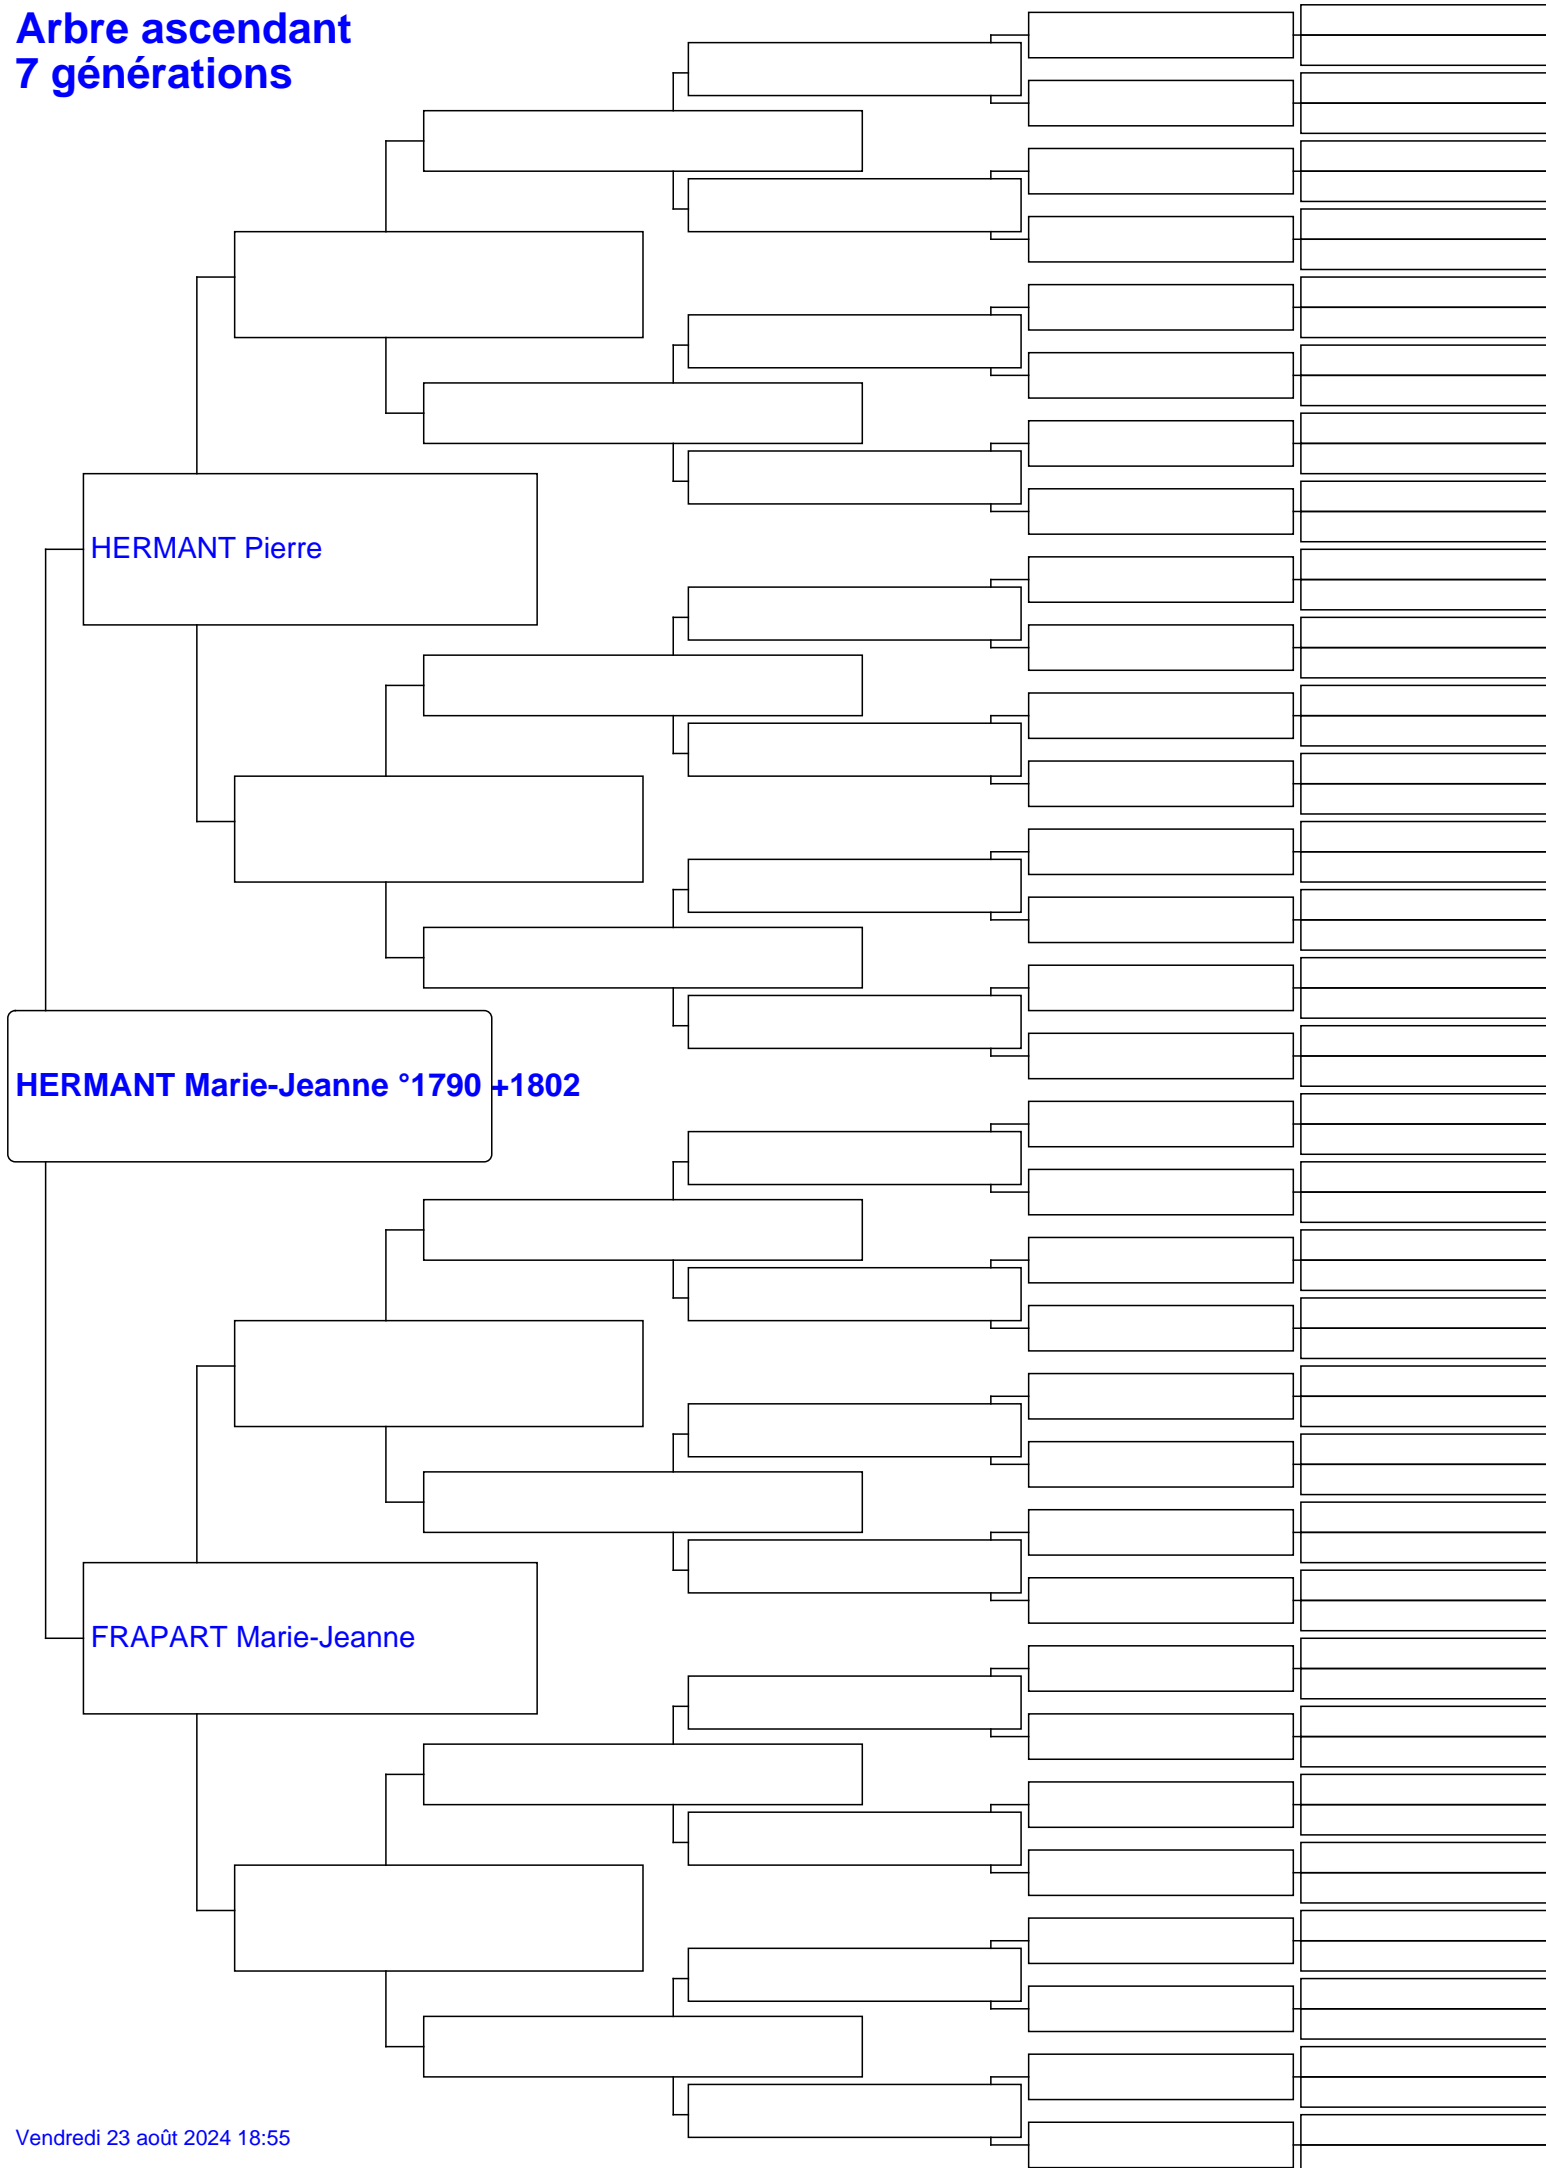 Arbre ascendant
7 générations
HERMANT Pierre
HERMANT Marie-Jeanne °1790 +1802
FRAPART Marie-Jeanne
Vendredi 23 août 2024 18:55